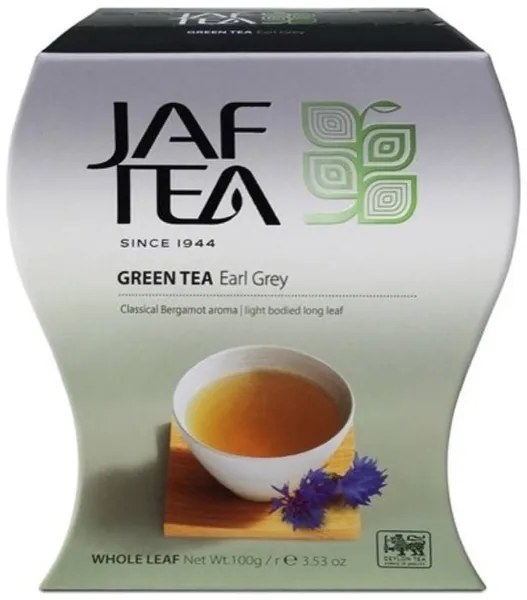 GREEN TEA Earl Grey
JAF
TEA
SINCE 1944
GREEN TEA Earl Grey
Classical Bergamot aroma | light bodied long leaf
WHOLE LEAF Net Wt.100g / г ℮ 3.53 oz
CEYLON TEA